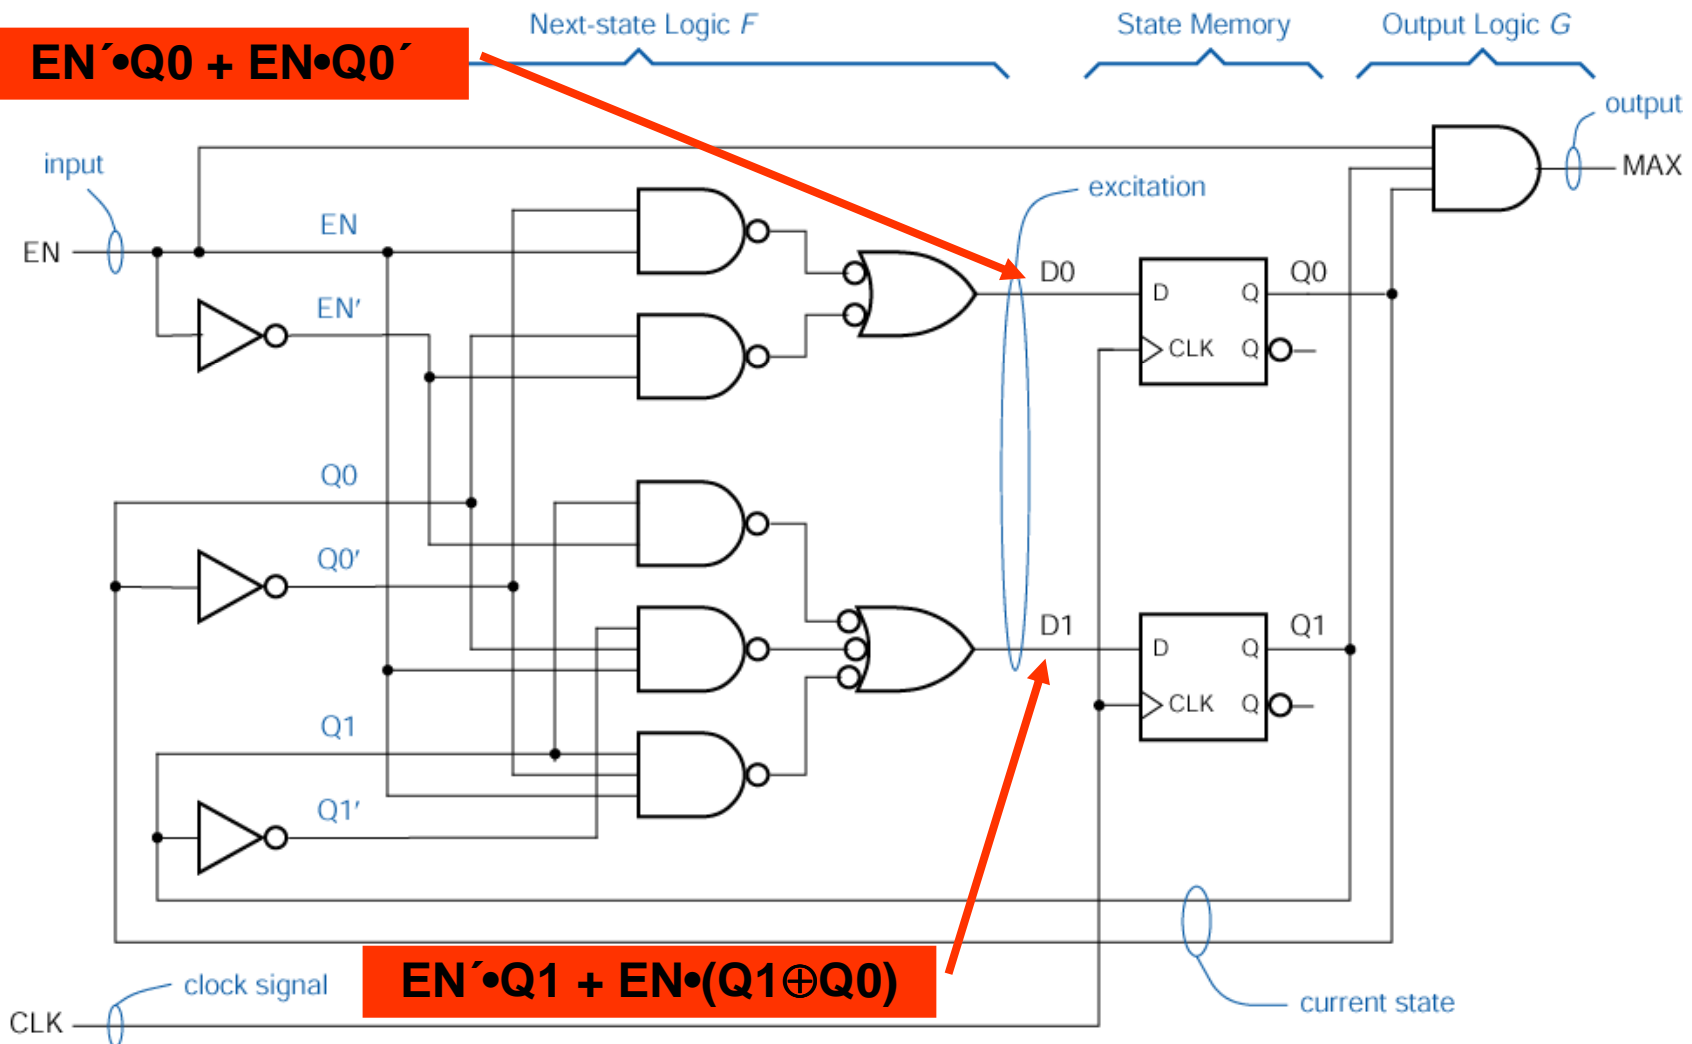 Next-state Logic F
State Memory
Output Logic G
EN´•Q0 + EN•Q0´
output
input
MAX
excitation
EN
EN
D0
Q0
D
Q
EN′
CLK
Q
Q0
Q0′
D1
Q1
D
Q
CLK
Q
Q1
Q1′
EN´•Q1 + EN•(Q1⊕Q0)
clock signal
current state
CLK